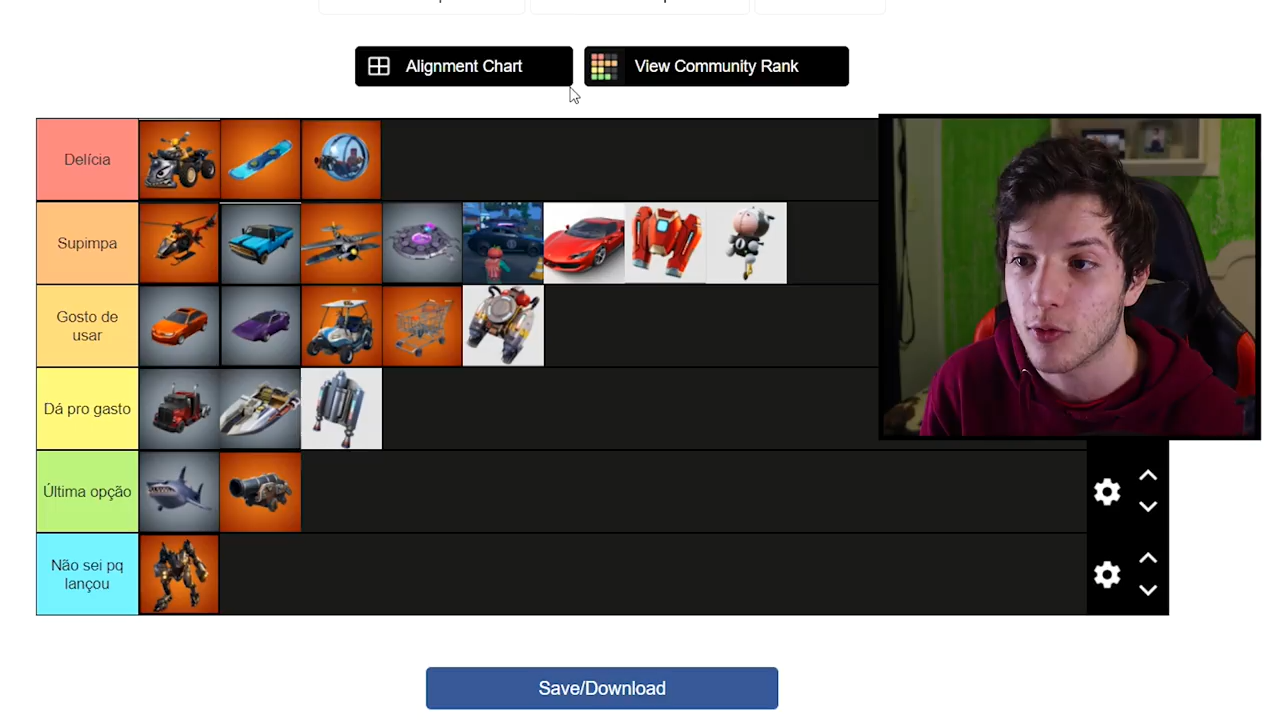 Alignment Chart
View Community Rank
Delícia
Supimpa
Gosto de
usar
Dá pro gasto
Última opção
Não sei pq
lançou
Save/Download